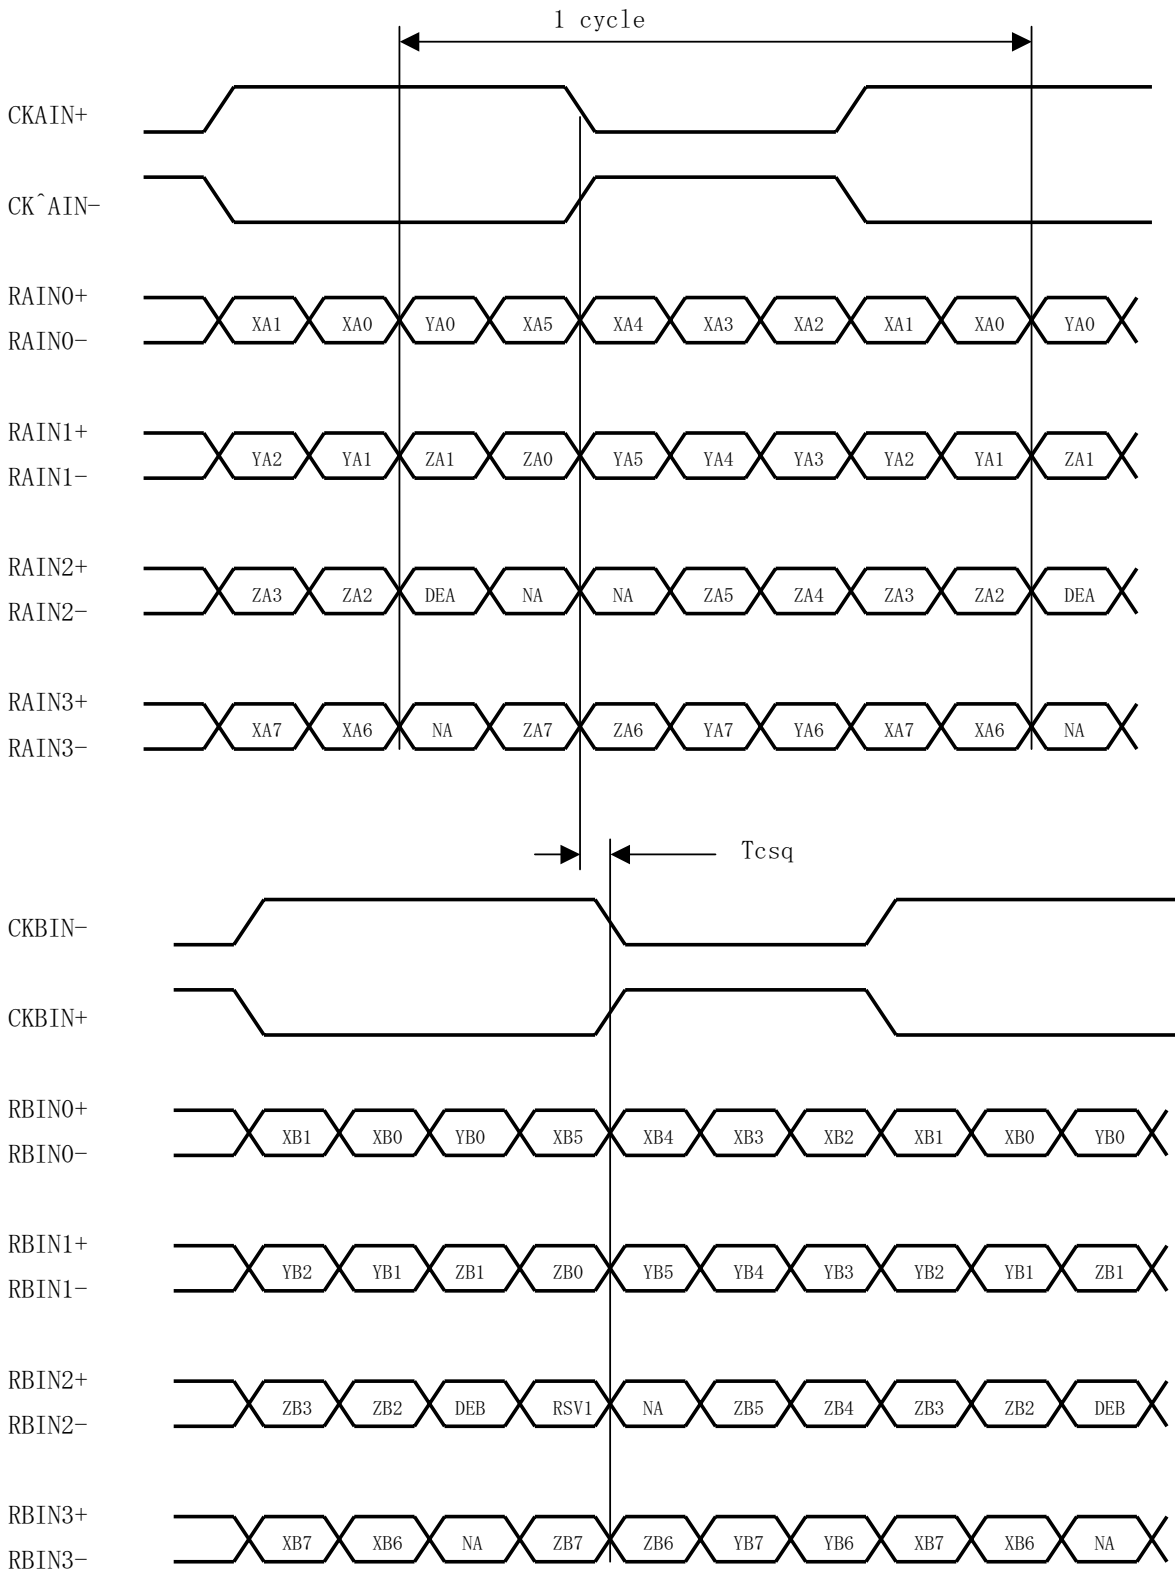 1 cycle
CKAIN+
CK^AIN-
RAIN0+
XA1 XA0 YA0 XA5 XA4 XA3 XA2 XA1 XA0 YA0
RAIN0-
RAIN1+
YA2 YA1 ZA1 ZA0 YA5 YA4 YA3 YA2 YA1 ZA1
RAIN1-
RAIN2+
ZA3 ZA2 DEA NA NA ZA5 ZA4 ZA3 ZA2 DEA
RAIN2-
RAIN3+
XA7 XA6 NA ZA7 ZA6 YA7 YA6 XA7 XA6 NA
RAIN3-
Tcsq
CKBIN-
CKBIN+
RBIN0+
XB1 XB0 YB0 XB5 XB4 XB3 XB2 XB1 XB0 YB0
RBIN0-
RBIN1+
YB2 YB1 ZB1 ZB0 YB5 YB4 YB3 YB2 YB1 ZB1
RBIN1-
RBIN2+
ZB3 ZB2 DEB RSV1 NA ZB5 ZB4 ZB3 ZB2 DEB
RBIN2-
RBIN3+
XB7 XB6 NA ZB7 ZB6 YB7 YB6 XB7 XB6 NA
RBIN3-